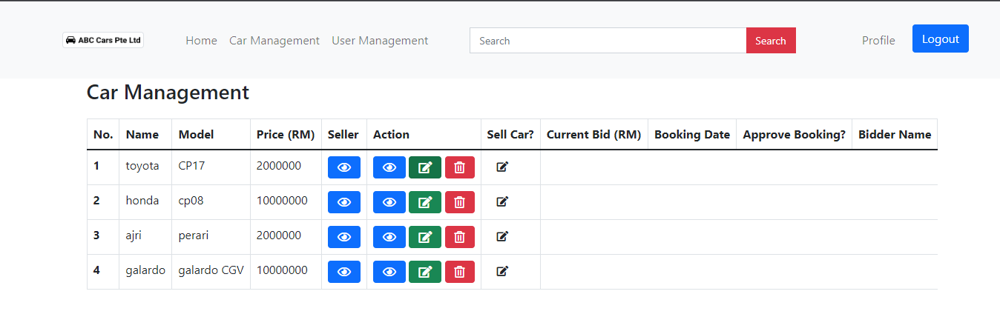 ABC Cars Pte Ltd Home Car Management User Management Search Search Profile Logout
Car Management
No. Name Model Price (RM) Seller Action Sell Car? Current Bid (RM) Booking Date Approve Booking? Bidder Name
1 toyota CP17 2000000
2 honda cp08 10000000
3 ajri perari 2000000
4 galardo galardo CGV 10000000